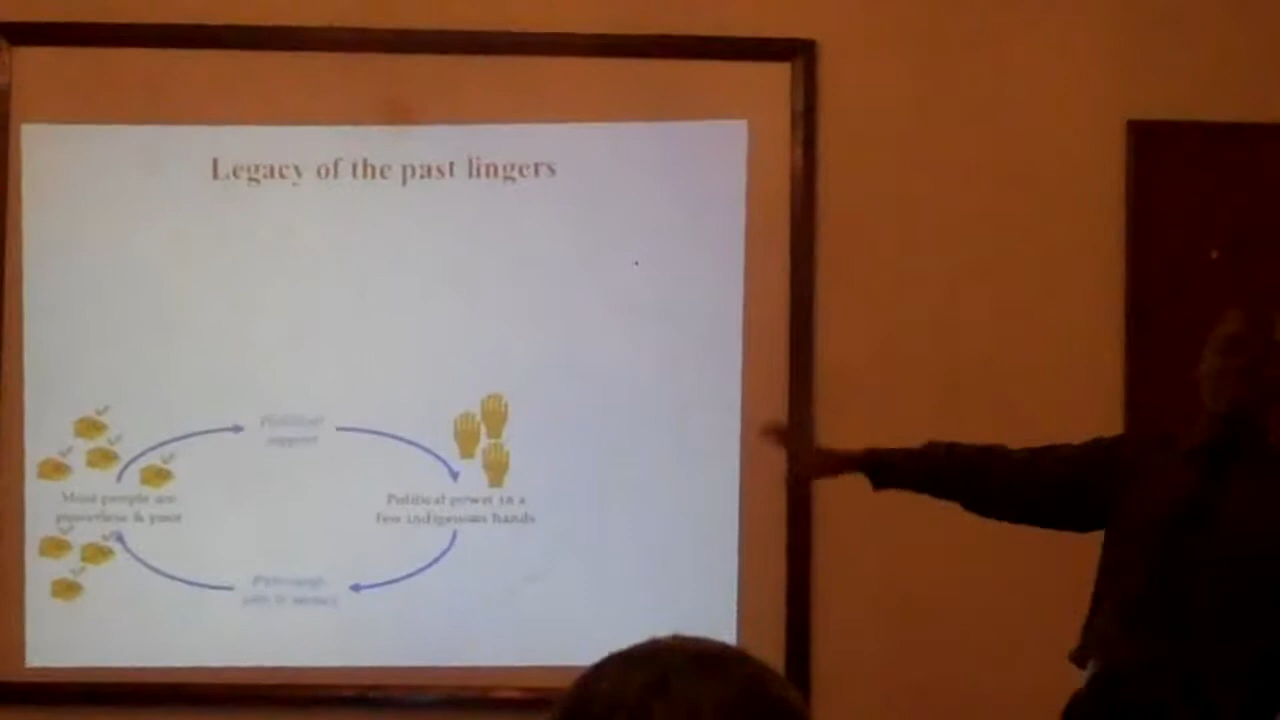 Legacy of the past lingers
Political
support
Most people are
powerless & poor
Political power in a
few indigenous hands
Patronage,
jobs & money